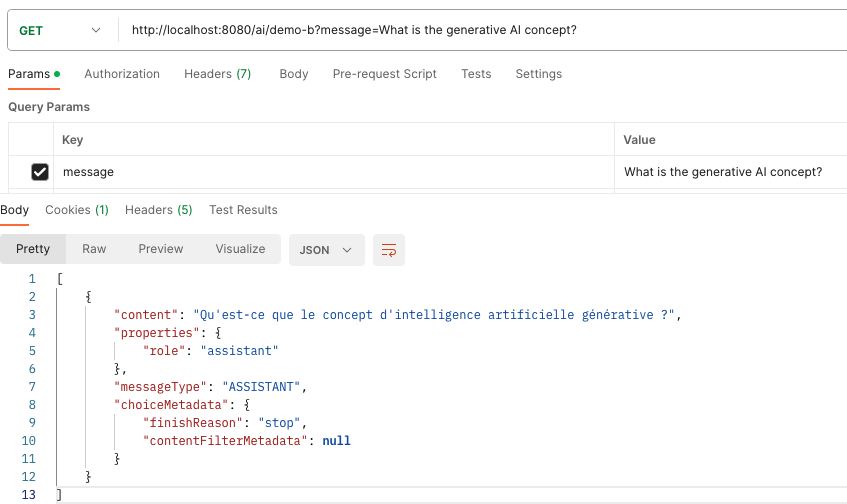 GET http://localhost:8080/ai/demo-b?message=What is the generative AI concept?
Params Authorization Headers (7) Body Pre-request Script Tests Settings
Query Params
Key Value
message What is the generative AI concept?
Body Cookies (1) Headers (5) Test Results
Pretty Raw Preview Visualize JSON
1 [
2 {
3 "content": "Qu'est-ce que le concept d'intelligence artificielle générative ?",
4 "properties": {
5 "role": "assistant"
6 },
7 "messageType": "ASSISTANT",
8 "choiceMetadata": {
9 "finishReason": "stop",
10 "contentFilterMetadata": null
11 }
12 }
13 ]